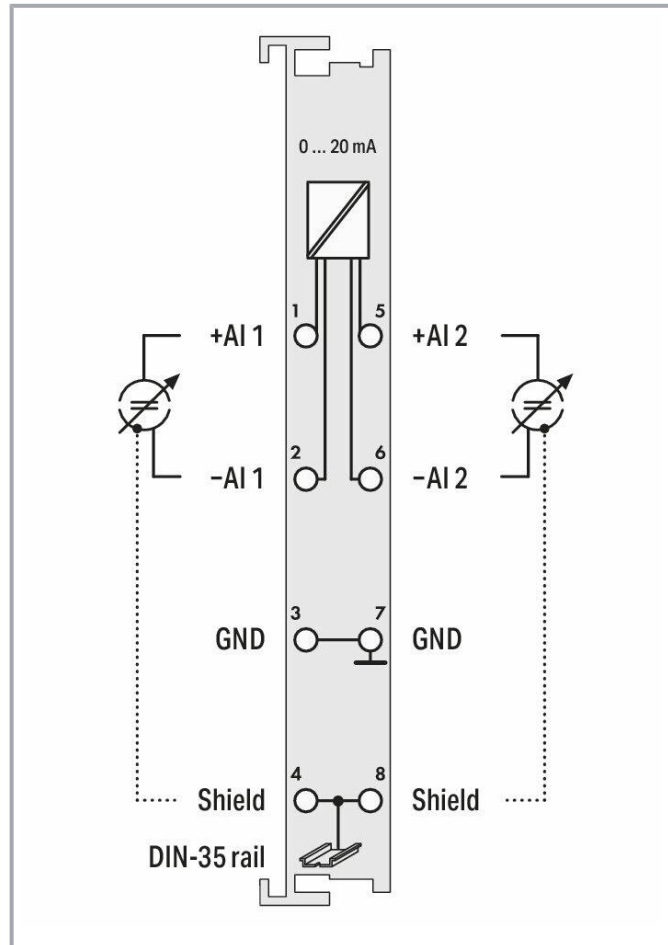 0 ... 20 mA
1 5
+AI 1 +AI 2
2 6
–AI 1 –AI 2
3 7
GND GND
4 8
Shield Shield
DIN-35 rail